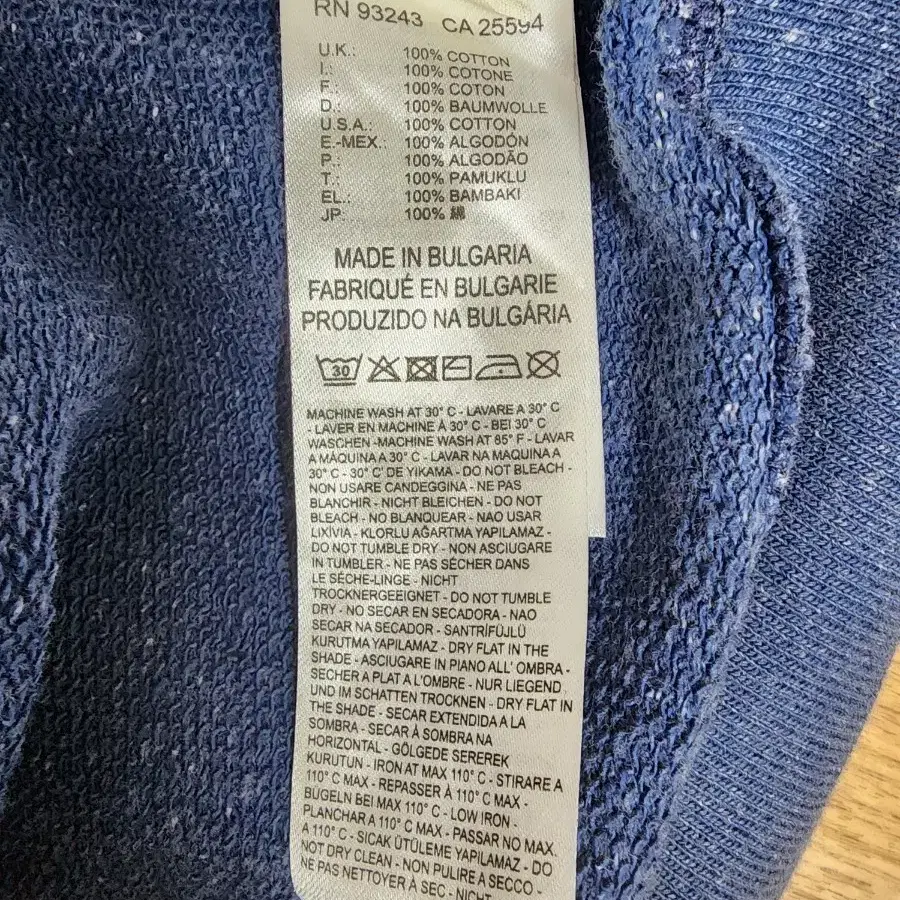 RN 93243 CA 25594
U.K.: 100% COTTON
I.: 100% COTONE
F.: 100% COTON
D.: 100% BAUMWOLLE
U.S.A.: 100% COTTON
E.-MEX.: 100% ALGODÓN
P.: 100% ALGODÃO
T.: 100% PAMUKLU
EL.: 100% BAMBAKI
JP. 100% 綿
MADE IN BULGARIA
FABRIQUÉ EN BULGARIE
PRODUZIDO NA BULGÁRIA
30
MACHINE WASH AT 30° C - LAVARE A 30° C
- LAVER EN MACHINE À 30° C - BEI 30° C
WASCHEN -MACHINE WASH AT 85° F - LAVAR
A MÁQUINA A 30° C - LAVAR NA MAQUINA A
30° C - 30° C' DE YIKAMA - DO NOT BLEACH -
NON USARE CANDEGGINA - NE PAS
BLANCHIR - NICHT BLEICHEN - DO NOT
BLEACH - NO BLANQUEAR - NAO USAR
LIXÍVIA - KLORLU AĞARTMA YAPILAMAZ -
DO NOT TUMBLE DRY - NON ASCIUGARE
IN TUMBLER - NE PAS SÉCHER DANS
LE SÈCHE-LINGE - NICHT
TROCKNERGEEIGNET - DO NOT TUMBLE
DRY - NO SECAR EN SECADORA - NAO
SECAR NA SECADOR - SANTRİFÜJLÜ
KURUTMA YAPILAMAZ - DRY FLAT IN THE
SHADE - ASCIUGARE IN PIANO ALL' OMBRA -
SÉCHER A PLAT A L'OMBRE - NUR LIEGEND
UND IM SCHATTEN TROCKNEN - DRY FLAT IN
THE SHADE - SECAR EXTENDIDA A LA
SOMBRA - SECAR Á SOMBRA NA
HORIZONTAL - GÖLGEDE SEREREK
KURUTUN - IRON AT MAX 110° C - STIRARE A
110° C MAX - REPASSER À 110° C MAX -
BÜGELN BEI MAX 110° C - LOW IRON -
PLANCHAR A 110° C MAX - PASSAR NO MAX.
A 110° C - SICAK ÜTÜLEME YAPILMAZ - DO
NOT DRY CLEAN - NON PULIRE A SECCO -
NE PAS NETTOYER À SEC - NICHT